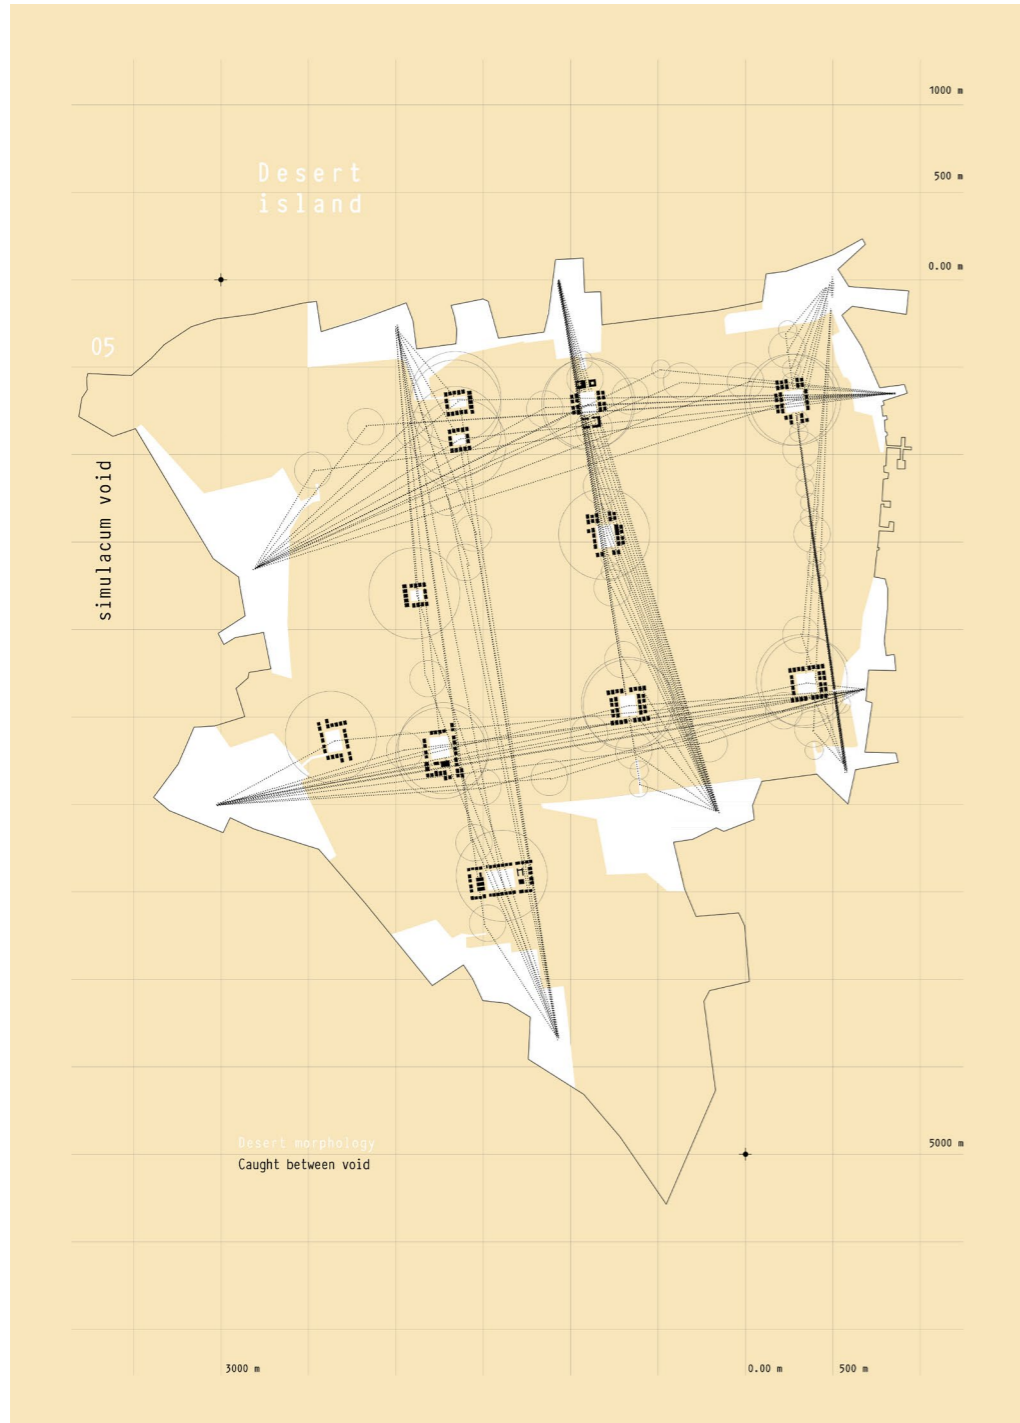 1000 m
Desert
island
500 m
0.00 m
05
simulacum void
Desert morphology
Caught between void
5000 m
3000 m
0.00 m
500 m